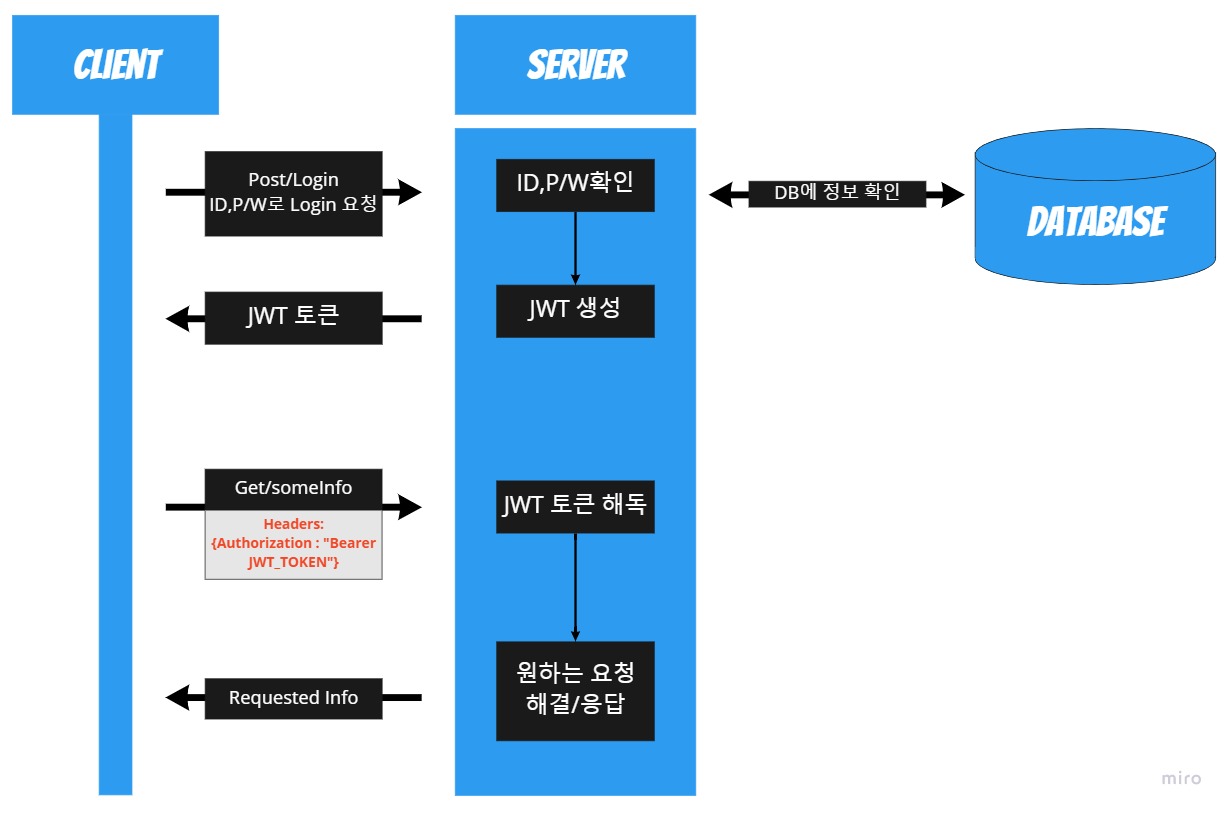 CLIENT
SERVER
DATABASE
Post/Login
ID,P/W로 Login 요청
ID,P/W확인
DB에 정보 확인
JWT 토큰
JWT 생성
Get/someInfo
Headers:
{Authorization : "Bearer
JWT_TOKEN"}
JWT 토큰 해독
Requested Info
원하는 요청
해결/응답
miro